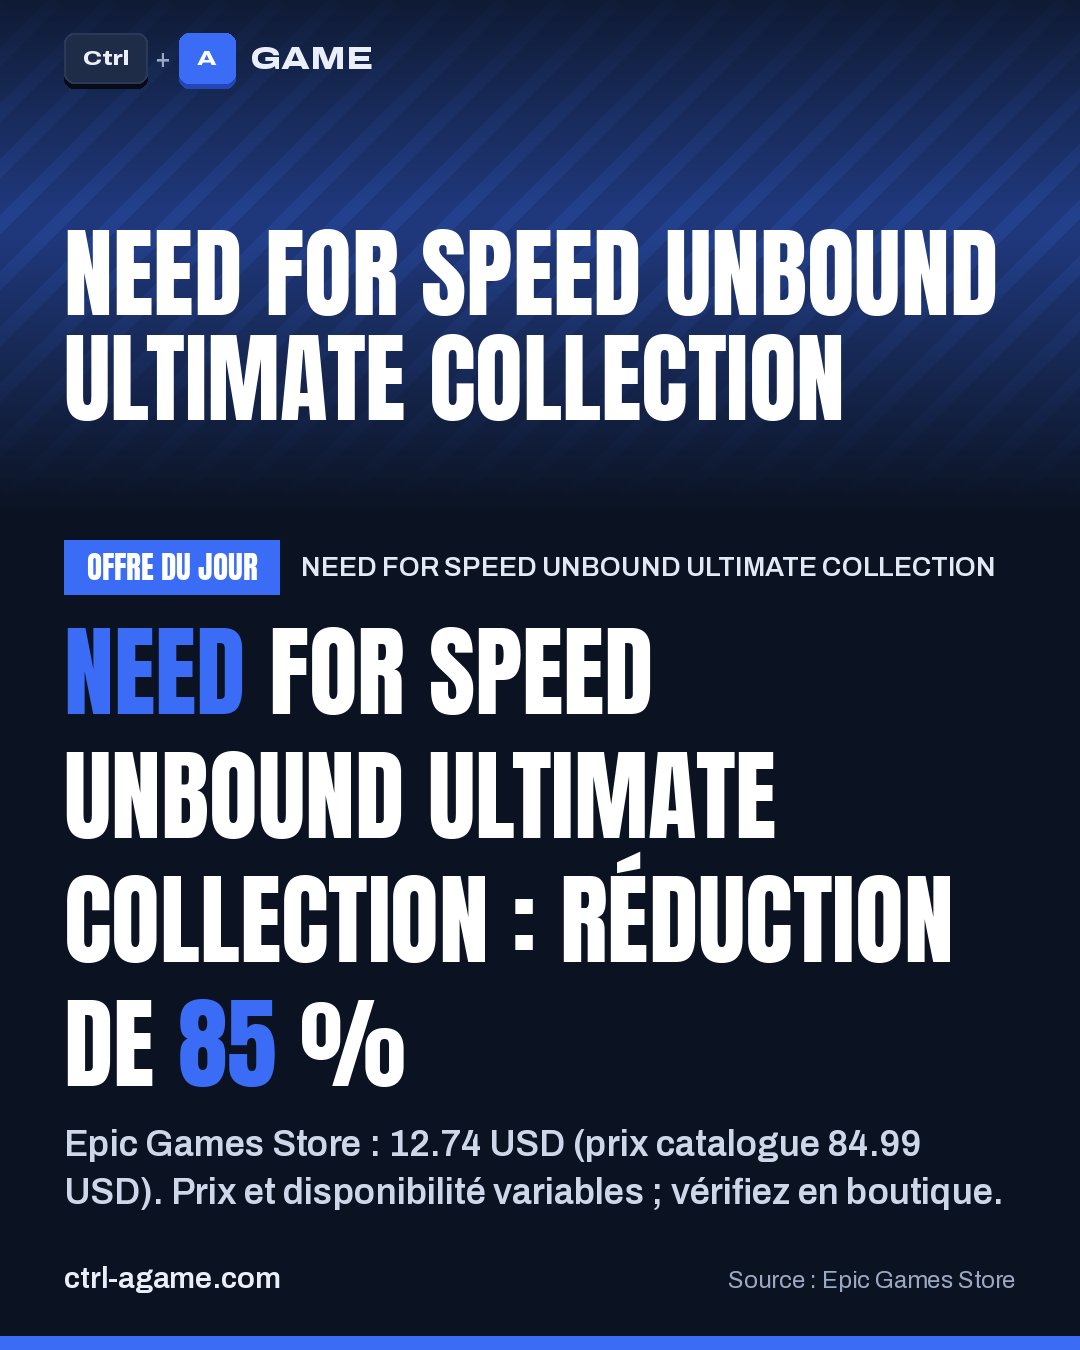 Ctrl + A GAME
NEED FOR SPEED UNBOUND
ULTIMATE COLLECTION
OFFRE DU JOUR NEED FOR SPEED UNBOUND ULTIMATE COLLECTION
NEED FOR SPEED
UNBOUND ULTIMATE
COLLECTION : RÉDUCTION
DE 85 %
Epic Games Store : 12.74 USD (prix catalogue 84.99
USD). Prix et disponibilité variables ; vérifiez en boutique.
ctrl-agame.com Source : Epic Games Store